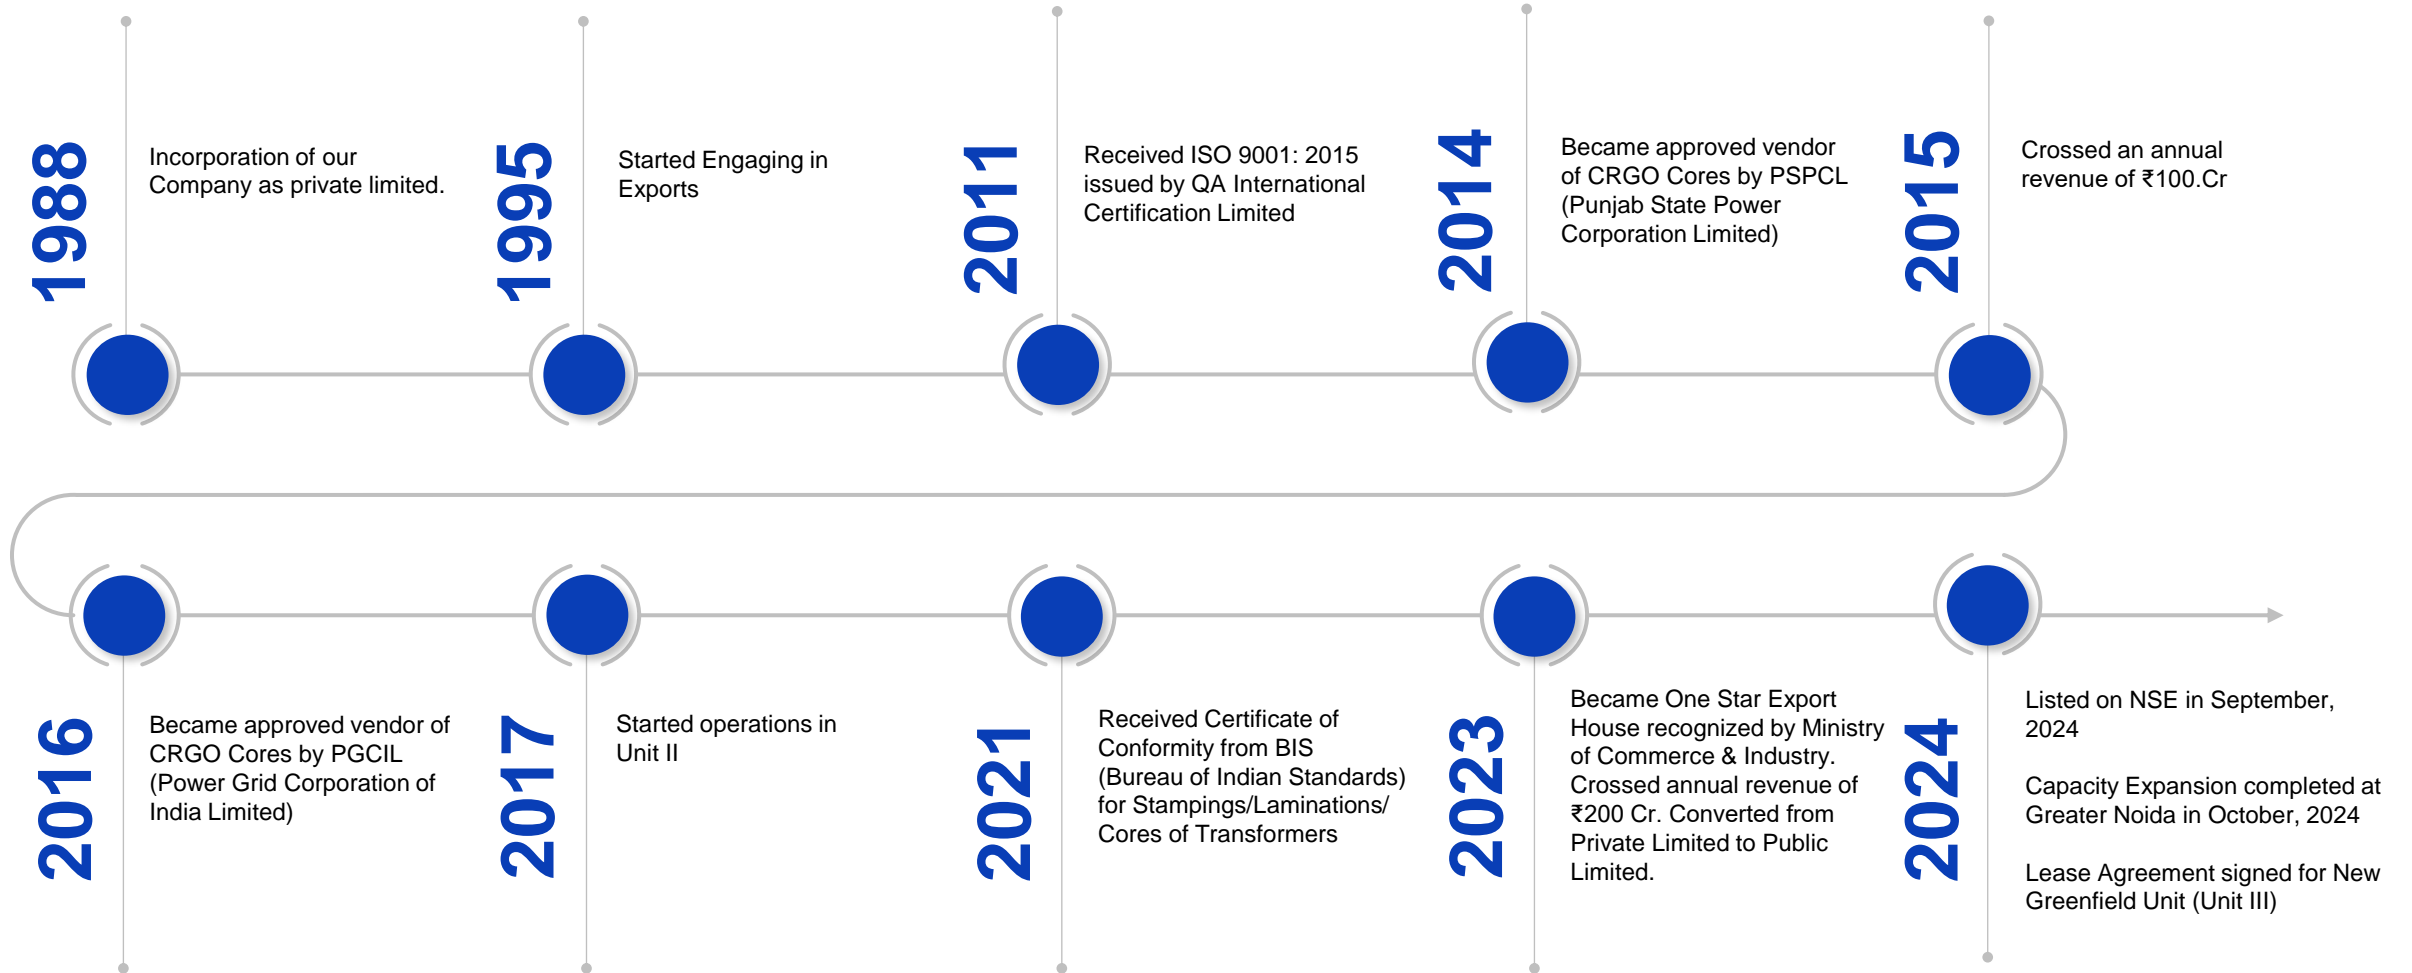 1988
Incorporation of our
Company as private limited.
1995
Started Engaging in
Exports
2011
Received ISO 9001: 2015
issued by QA International
Certification Limited
2014
Became approved vendor
of CRGO Cores by PSPCL
(Punjab State Power
Corporation Limited)
2015
Crossed an annual
revenue of ₹100.Cr
2016
Became approved vendor of
CRGO Cores by PGCIL
(Power Grid Corporation of
India Limited)
2017
Started operations in
Unit II
2021
Received Certificate of
Conformity from BIS
(Bureau of Indian Standards)
for Stampings/Laminations/
Cores of Transformers
2023
Became One Star Export
House recognized by Ministry
of Commerce & Industry.
Crossed annual revenue of
₹200 Cr. Converted from
Private Limited to Public
Limited.
2024
Listed on NSE in September,
2024
Capacity Expansion completed at
Greater Noida in October, 2024
Lease Agreement signed for New
Greenfield Unit (Unit III)